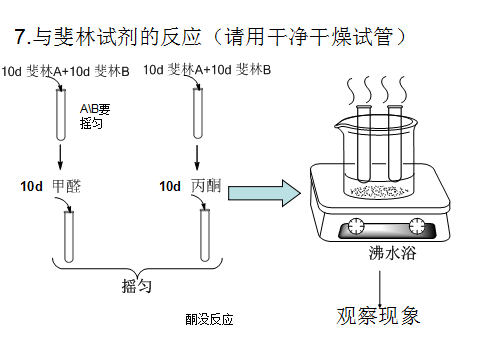 7.与斐林试剂的反应（请用干净干燥试管）
10d 斐林A+10d 斐林B
10d 斐林A+10d 斐林B
A\B要
摇匀
10d 甲醛
10d 丙酮
摇匀
酮没反应
沸水浴
观察现象